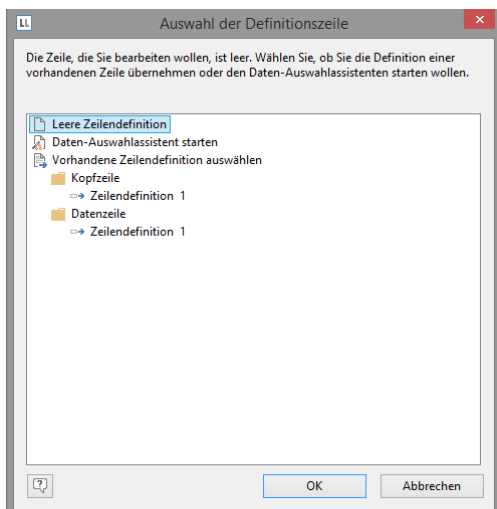 LL
Auswahl der Definitionszeile
Die Zeile, die Sie bearbeiten wollen, ist leer. Wählen Sie, ob Sie die Definition einer
vorhandenen Zeile übernehmen oder den Daten-Auswahlassistenten starten wollen.
Leere Zeilendefinition
Daten-Auswahlassistent starten
Vorhandene Zeilendefinition auswählen
Kopfzeile
Zeilendefinition 1
Datenzeile
Zeilendefinition 1
?
OK
Abbrechen